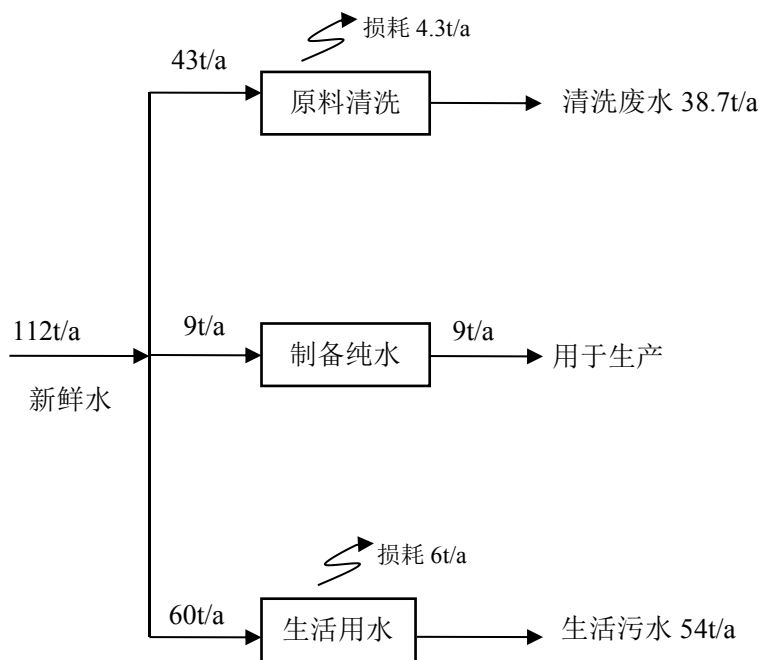 损耗 4.3t/a
43t/a
原料清洗
清洗废水 38.7t/a
112t/a
9t/a
制备纯水
9t/a
用于生产
新鲜水
损耗 6t/a
60t/a
生活用水
生活污水 54t/a